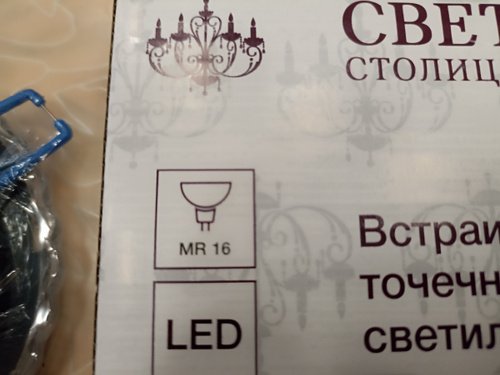 СВЕТ
СТОЛИЦ
MR 16
LED
Встраи
точечн
светил